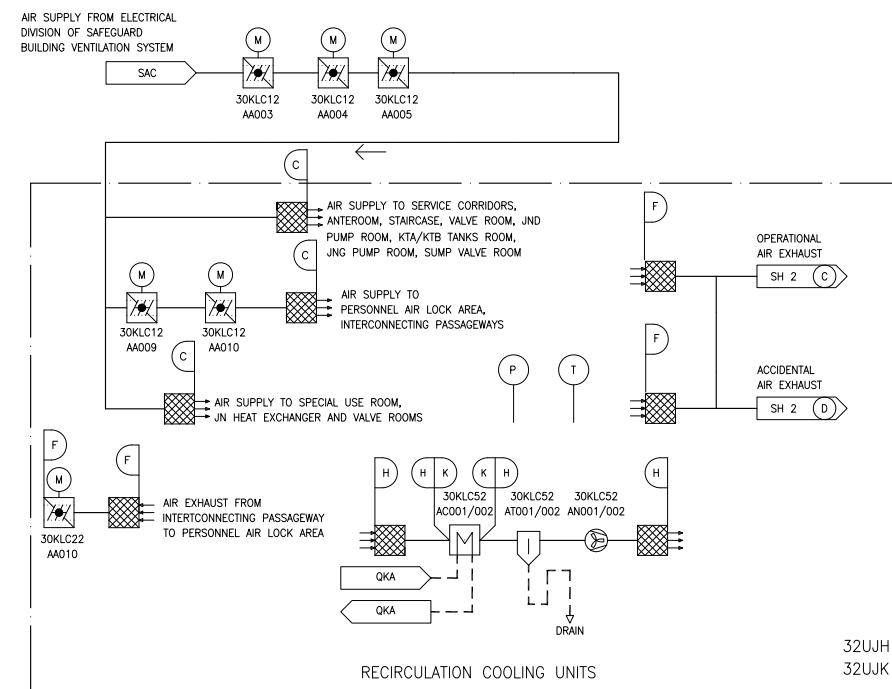 AIR SUPPLY FROM ELECTRICAL
DIVISION OF SAFEGUARD
BUILDING VENTILATION SYSTEM
M
M
M
SAC
30KLC12
AA003
30KLC12
AA004
30KLC12
AA005
C
AIR SUPPLY TO SERVICE CORRIDORS,
ANTEROOM, STAIRCASE, VALVE ROOM, JND
PUMP ROOM, KTA/KTB TANKS ROOM,
JNG PUMP ROOM, SUMP VALVE ROOM
F
OPERATIONAL
AIR EXHAUST
SH 2 C
C
M
M
AIR SUPPLY TO
PERSONNEL AIR LOCK AREA,
INTERCONNECTING PASSAGEWAYS
30KLC12
AA009
30KLC12
AA010
C
AIR SUPPLY TO SPECIAL USE ROOM,
JN HEAT EXCHANGER AND VALVE ROOMS
P
T
F
ACCIDENTAL
AIR EXHAUST
SH 2 D
F
M
F
30KLC22
AA010
AIR EXHAUST FROM
INTERTCONNECTING PASSAGEWAY
TO PERSONNEL AIR LOCK AREA
H
H K
K H
H
30KLC52
AC001/002
30KLC52
AT001/002
30KLC52
AN001/002
QKA
QKA
DRAIN
RECIRCULATION COOLING UNITS
32UJH
32UJK